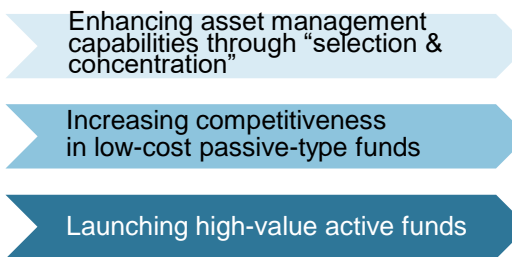 Enhancing asset management
capabilities through “selection &
concentration”
Increasing competitiveness
in low-cost passive-type funds
Launching high-value active funds